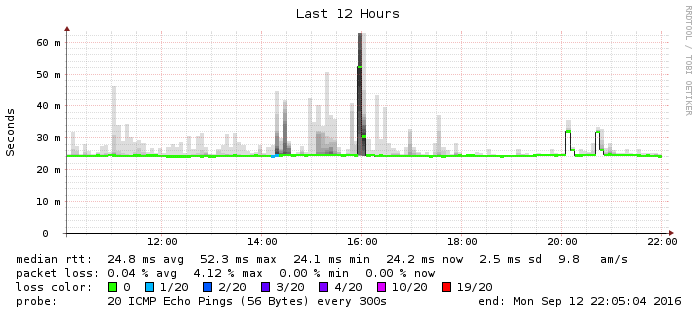 Last 12 Hours
RRDTOOL / TOBI OETIKER
Seconds
60 m
50 m
40 m
30 m
20 m
10 m
0
12:00 14:00 16:00 18:00 20:00 22:00
median rtt: 24.8 ms avg 52.3 ms max 24.1 ms min 24.2 ms now 2.5 ms sd 9.8 am/s
packet loss: 0.04 % avg 4.12 % max 0.00 % min 0.00 % now
loss color: 0 1/20 2/20 3/20 4/20 10/20 19/20
probe: 20 ICMP Echo Pings (56 Bytes) every 300s end: Mon Sep 12 22:05:04 2016